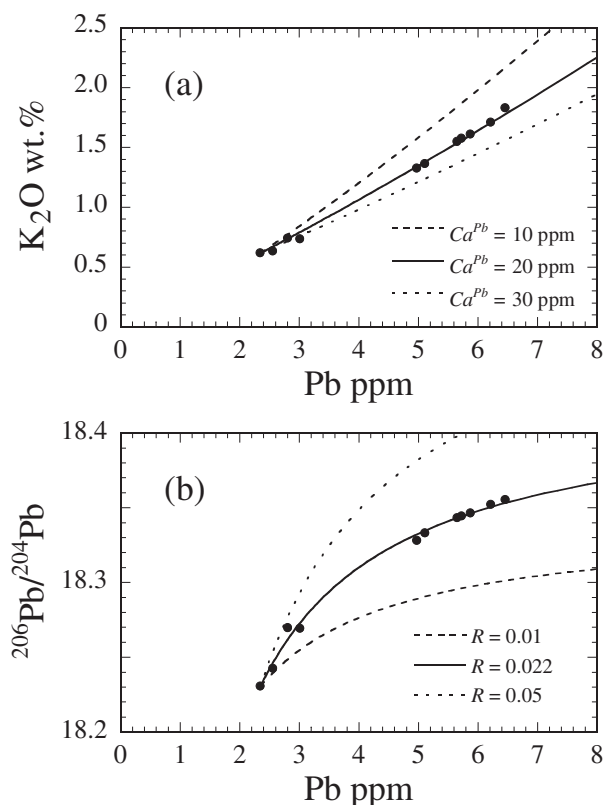 2.5
(a)
2.0
1.5
1.0
0.5
0
K₂O wt.%
Ca^Pb = 10 ppm
Ca^Pb = 20 ppm
Ca^Pb = 30 ppm
0 1 2 3 4 5 6 7 8
Pb ppm
18.4
(b)
18.3
18.2
²⁰⁶Pb/²⁰⁴Pb
R = 0.01
R = 0.022
R = 0.05
0 1 2 3 4 5 6 7 8
Pb ppm